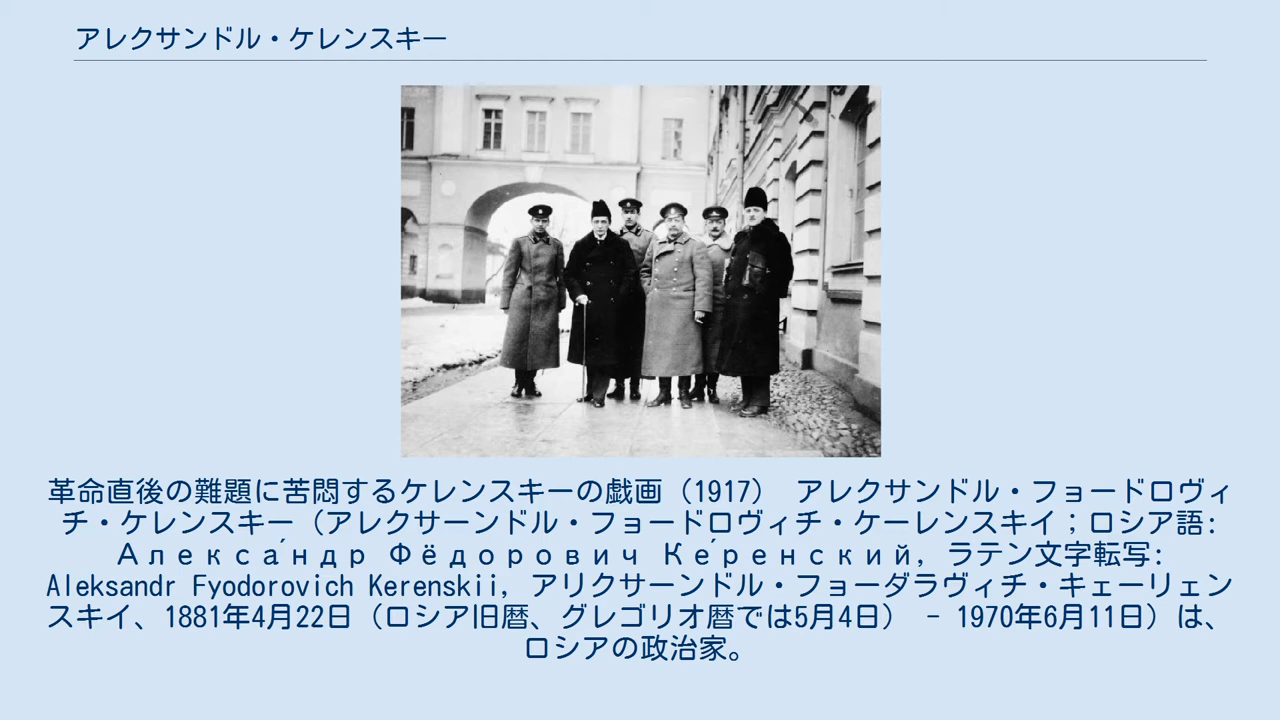 アレクサンドル・ケレンスキー
革命直後の難題に苦悶するケレンスキーの戯画（1917） アレクサンドル・フョードロヴィ
チ・ケレンスキー（アレクサーンドル・フョードロヴィチ・ケーレンスキイ；ロシア語:
Алекса́ндр Фёдорович Ке́ренский, ラテン文字転写:
Aleksandr Fyodorovich Kerenskii, アリクサーンドル・フョーダラヴィチ・キェーリェン
スキイ、1881年4月22日（ロシア旧暦、グレゴリオ暦では5月4日） - 1970年6月11日）は、
ロシアの政治家。